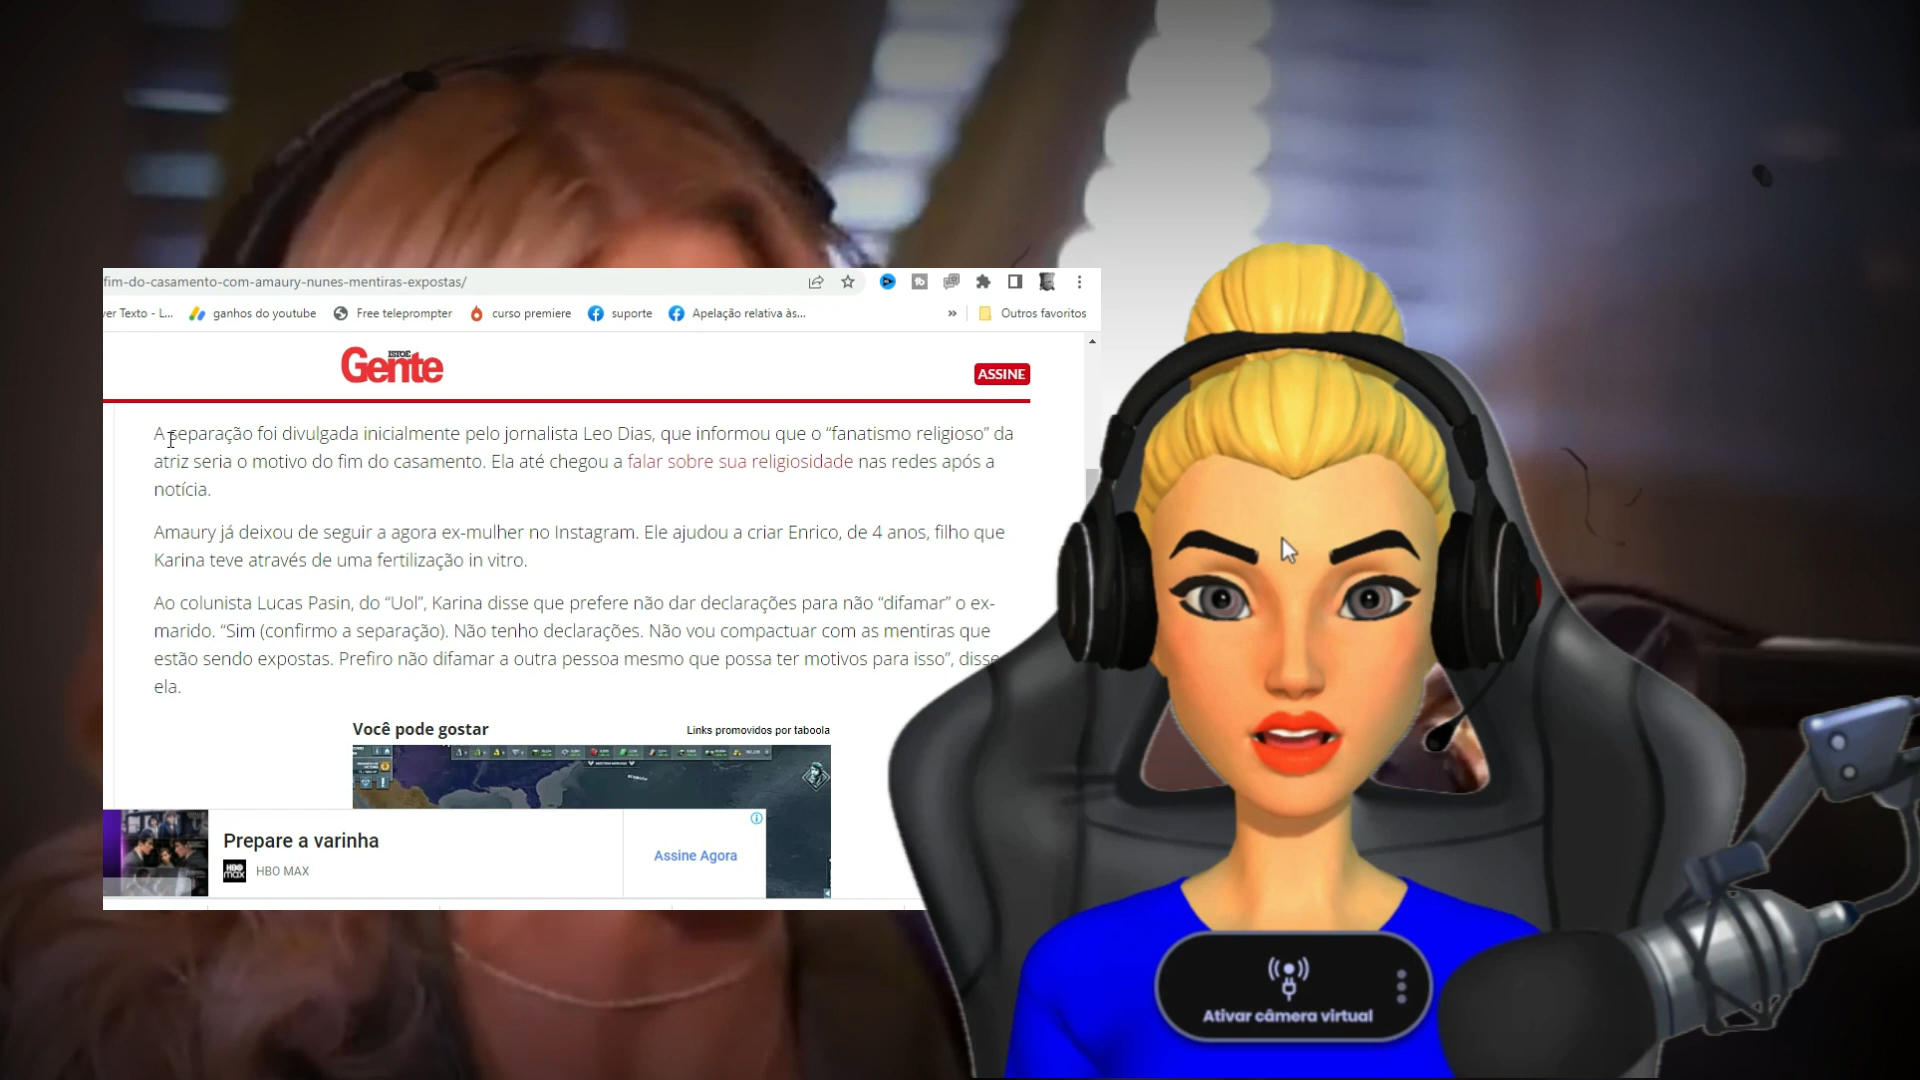 fim-do-casamento-com-amaury-nunes-mentiras-expostas/
ver Texto - L... ganhos do youtube Free teleprompter curso premiere suporte Apelação relativa às... » Outros favoritos
ISTOÉ
Gente
ASSINE
A separação foi divulgada inicialmente pelo jornalista Leo Dias, que informou que o “fanatismo religioso” da
atriz seria o motivo do fim do casamento. Ela até chegou a falar sobre sua religiosidade nas redes após a
notícia.
Amaury já deixou de seguir a agora ex-mulher no Instagram. Ele ajudou a criar Enrico, de 4 anos, filho que
Karina teve através de uma fertilização in vitro.
Ao colunista Lucas Pasin, do “Uol”, Karina disse que prefere não dar declarações para não “difamar” o ex-
marido. “Sim (confirmo a separação). Não tenho declarações. Não vou compactuar com as mentiras que
estão sendo expostas. Prefiro não difamar a outra pessoa mesmo que possa ter motivos para isso”, disse
ela.
Você pode gostar
Links promovidos por taboola
Prepare a varinha
HBO max
HBO MAX
Assine Agora
Ativar câmera virtual